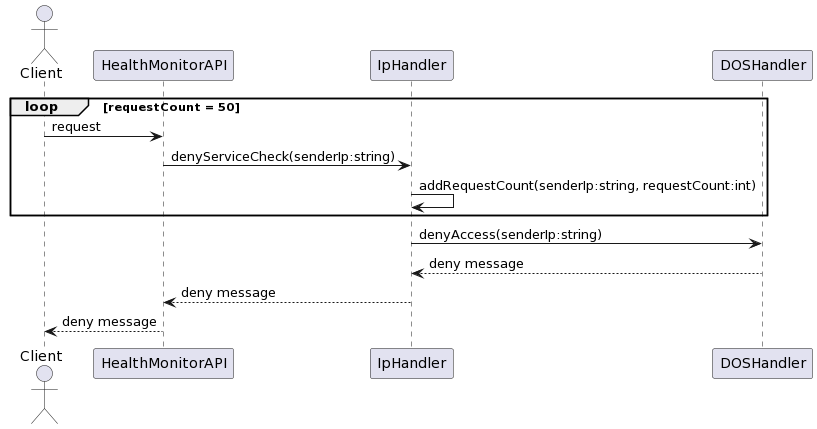 Client
HealthMonitorAPI
IpHandler
DOSHandler
loop
[requestCount = 50]
request
denyServiceCheck(senderIp:string)
addRequestCount(senderIp:string, requestCount:int)
denyAccess(senderIp:string)
deny message
deny message
deny message
Client
HealthMonitorAPI
IpHandler
DOSHandler